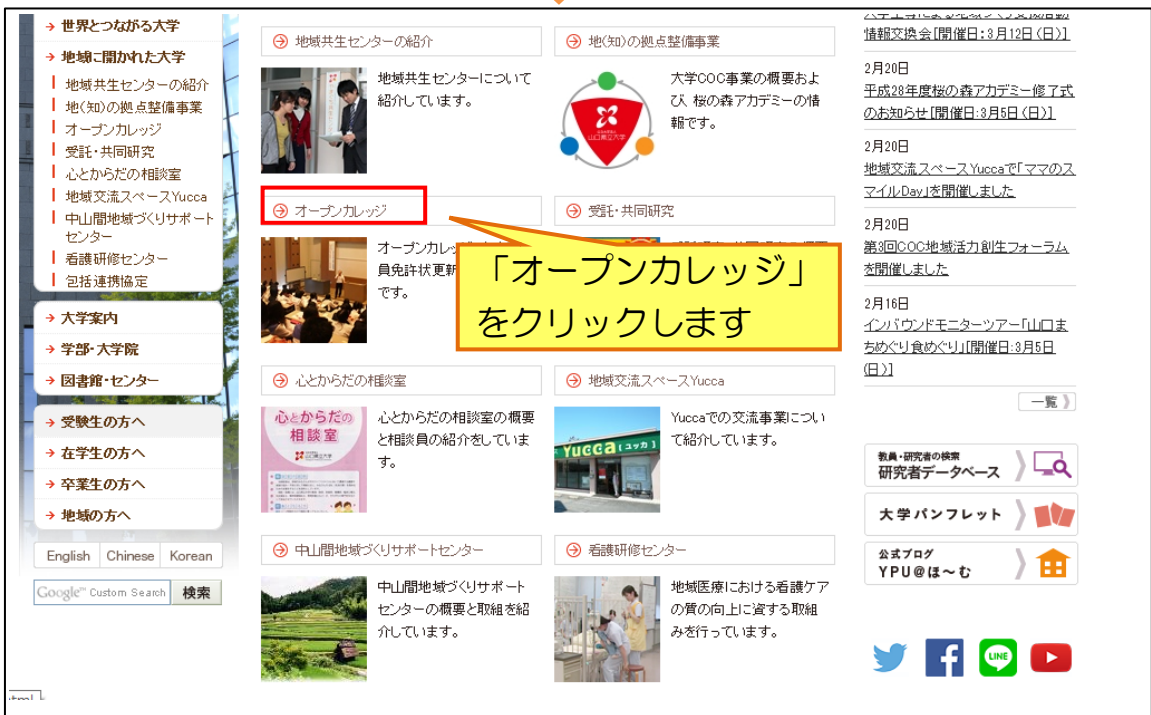 世界とつながる大学
地域に開かれた大学
地域共生センターの紹介
地(知)の拠点整備事業
オープンカレッジ
受託・共同研究
心とからだの相談室
地域交流スペースYucca
中山間地域づくりサポート
センター
看護研修センター
包括連携協定
大学案内
学部・大学院
図書館・センター
受験生の方へ
在学生の方へ
卒業生の方へ
地域の方へ
English Chinese Korean
Google™ Custom Search 検索
地域共生センターの紹介
地域共生センターについて
紹介しています。
地(知)の拠点整備事業
大学COC事業の概要およ
び、桜の森アカデミーの情
報です。
山口県立大学
オープンカレッジ
オープンカレッジ
員免許状更新
です。
受託・共同研究
「オープンカレッジ」
をクリックします
心とからだの相談室
心とからだの
相談室
心とからだの相談室の概要
と相談員の紹介をしていま
す。
地域交流スペースYucca
Yucca [ユッカ]
Yuccaでの交流事業につい
て紹介しています。
中山間地域づくりサポートセンター
中山間地域づくりサポート
センターの概要と取組を紹
介しています。
看護研修センター
地域医療における看護ケア
の質の向上に資する取組
みを行っています。
情報交換会[開催日:3月12日(日)]
2月20日
平成28年度桜の森アカデミー修了式
のお知らせ[開催日:3月5日(日)]
2月20日
地域交流スペースYuccaで「ママのス
マイルDay」を開催しました
2月20日
第3回COC地域活力創生フォーラム
を開催しました
2月16日
インバウンドモニターツアー「山口ま
ちめぐり食めぐり」[開催日:3月5日
(日)]
一覧
教員・研究者の検索
研究者データベース
大学パンフレット
公式ブログ
YPU@ほ〜む
LINE